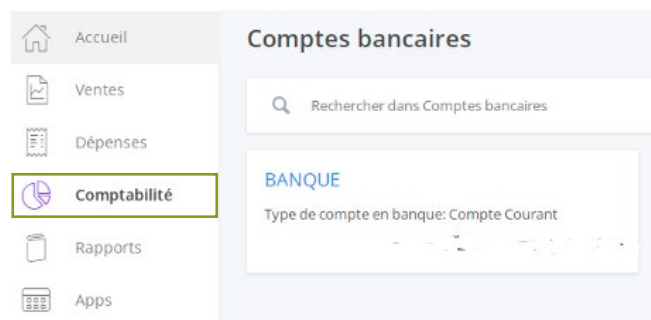 Accueil
Ventes
Dépenses
Comptabilité
Rapports
Apps
Comptes bancaires
Rechercher dans Comptes bancaires
BANQUE
Type de compte en banque: Compte Courant